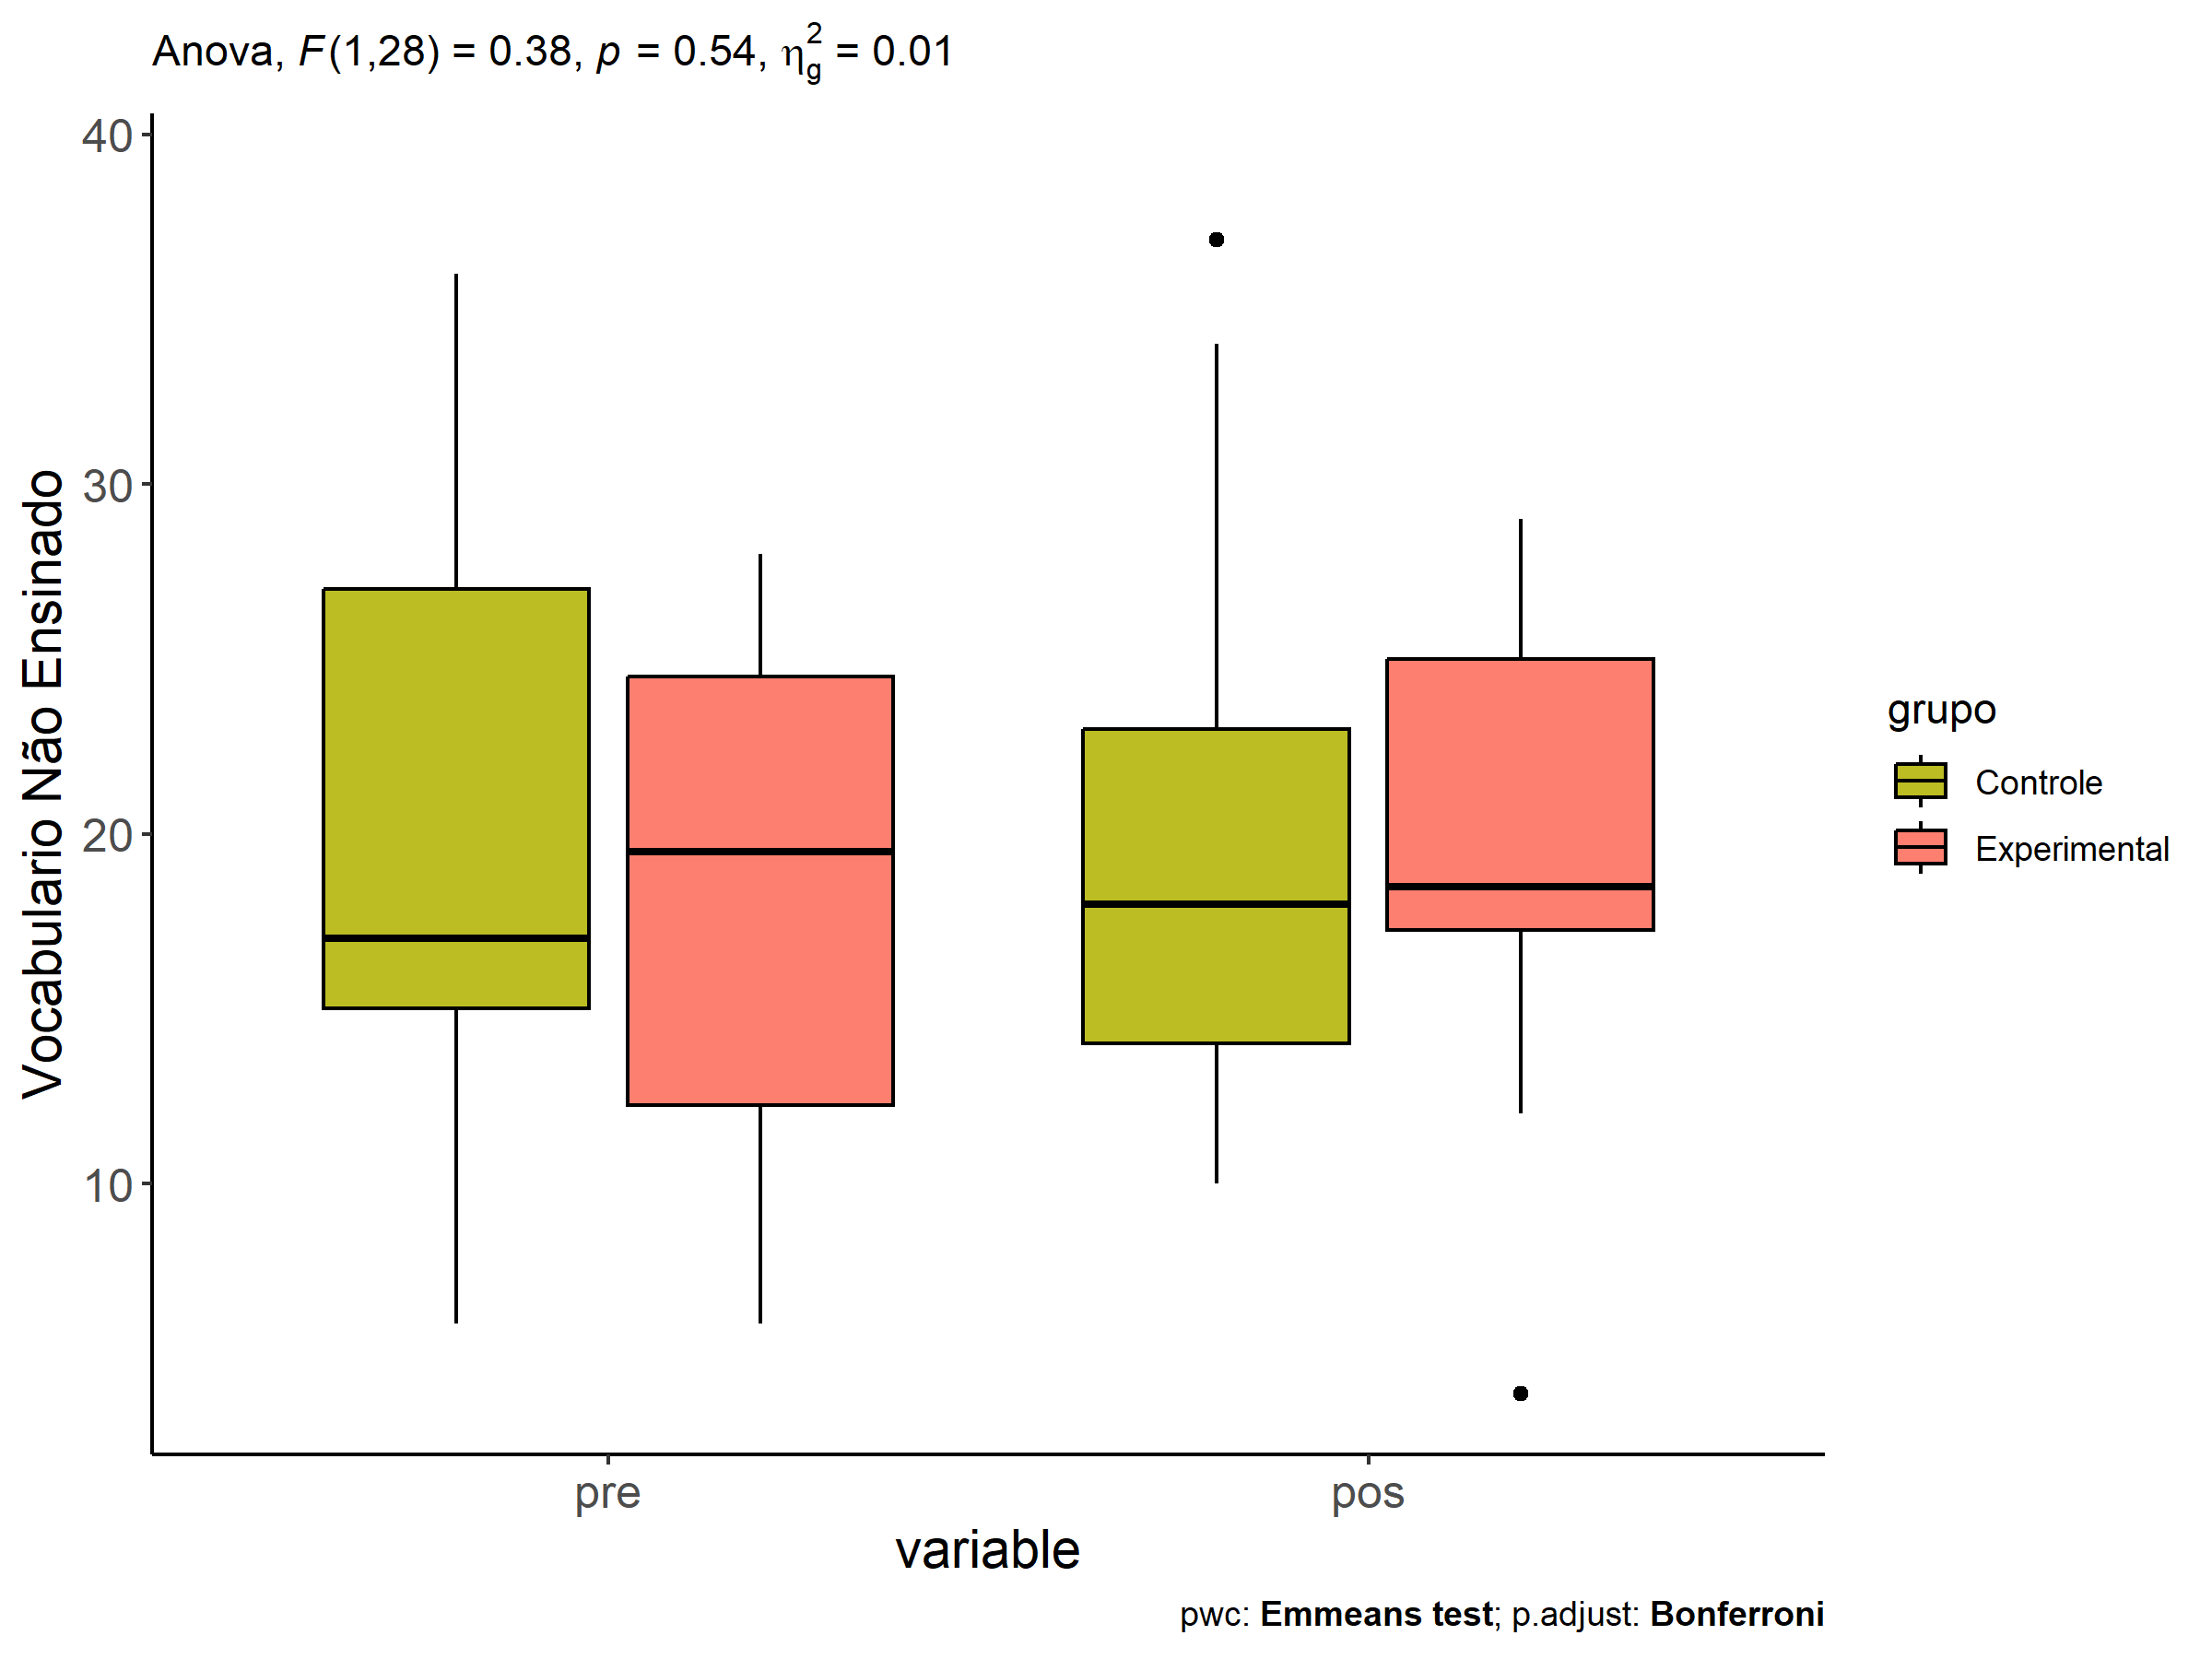 Anova, F(1,28) = 0.38, p = 0.54, η²g = 0.01
40
30
20
10
Vocabulario Não Ensinado
pre
pos
variable
grupo
Controle
Experimental
pwc: Emmeans test; p.adjust: Bonferroni